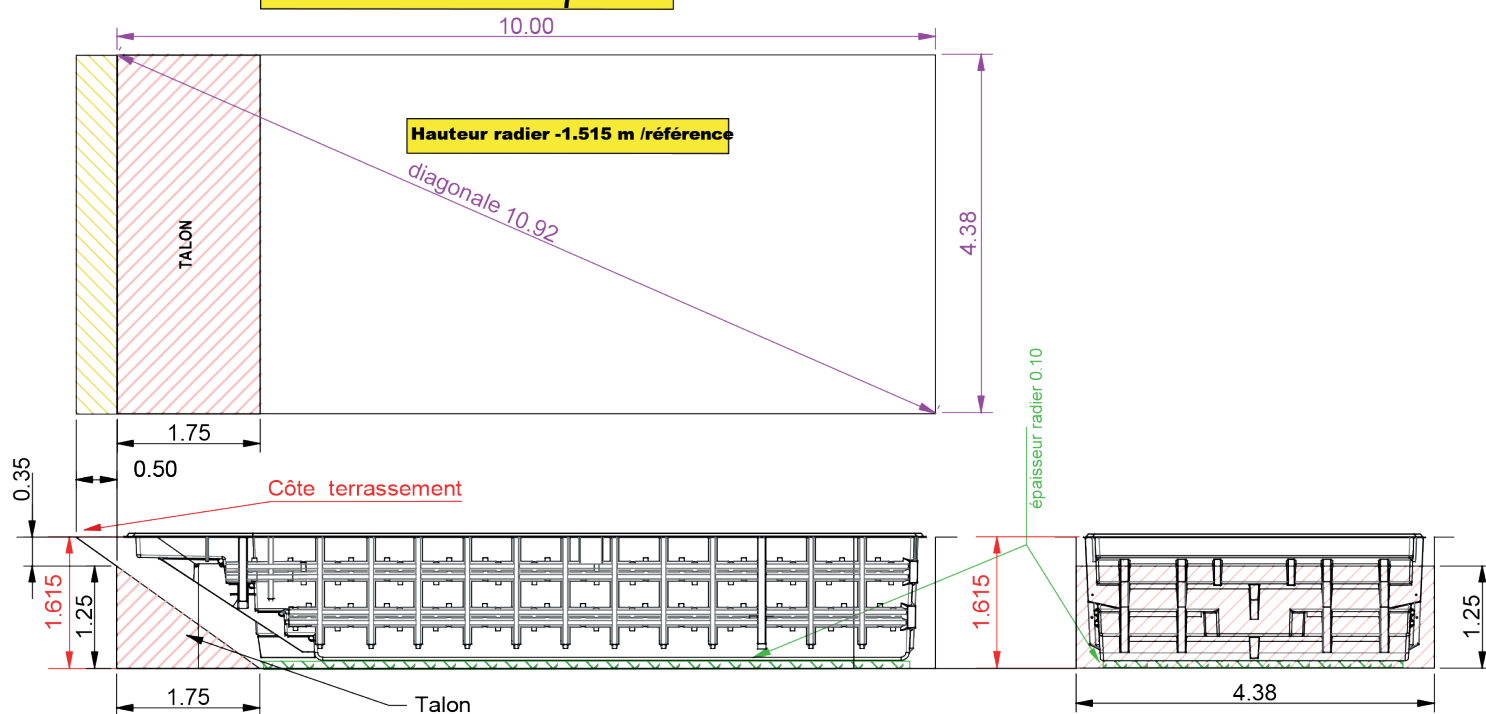 10.00
Hauteur radier -1.515 m /référence
diagonale 10.92
TALON
4.38
1.75
0.50
0.35
Côte terrassement
épaisseur radier 0.10
1.615
1.25
1.615
1.25
1.75
Talon
4.38